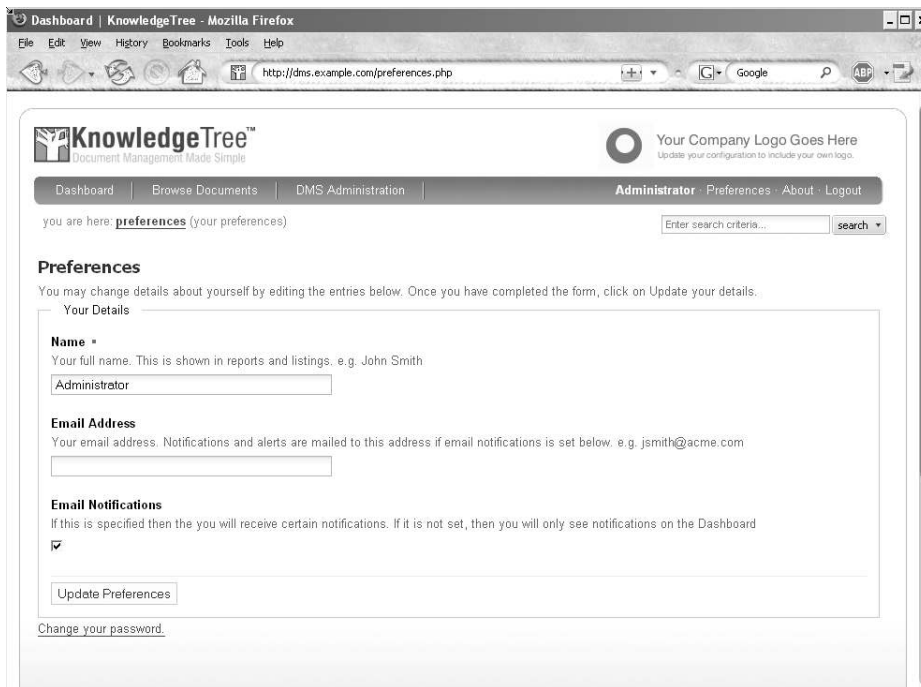 Dashboard | KnowledgeTree - Mozilla Firefox
File Edit View History Bookmarks Tools Help
http://dms.example.com/preferences.php G Google ABP
KnowledgeTree™
Document Management Made Simple
Your Company Logo Goes Here
Update your configuration to include your own logo.
Dashboard Browse Documents DMS Administration Administrator · Preferences · About · Logout
you are here: preferences (your preferences) Enter search criteria... search
Preferences
You may change details about yourself by editing the entries below. Once you have completed the form, click on Update your details.
Your Details
Name
Your full name. This is shown in reports and listings. e.g. John Smith
Administrator
Email Address
Your email address. Notifications and alerts are mailed to this address if email notifications is set below. e.g. jsmith@acme.com
Email Notifications
If this is specified then the you will receive certain notifications. If it is not set, then you will only see notifications on the Dashboard
Update Preferences
Change your password.